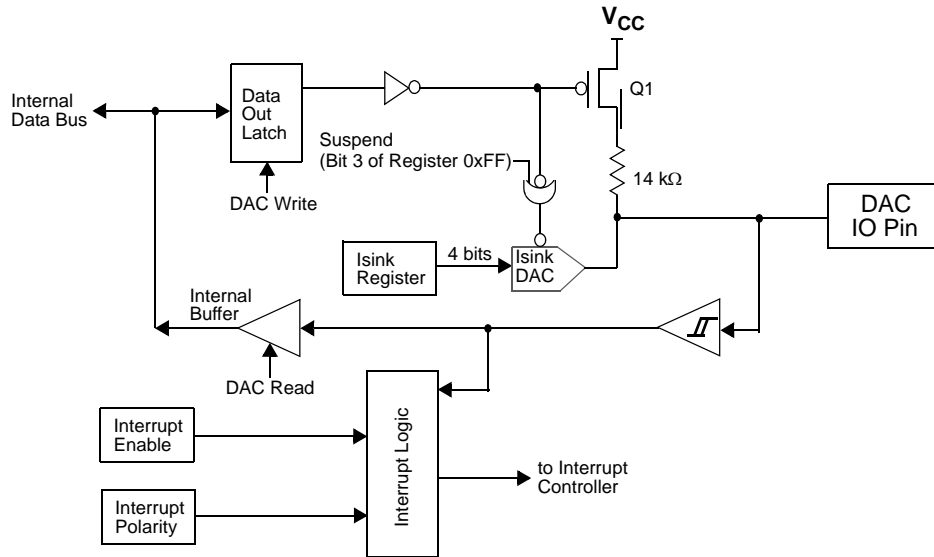 VCC
Internal
Data Bus
Data
Out
Latch
Q1
Suspend
(Bit 3 of Register 0xFF)
14 kΩ
DAC Write
DAC
IO Pin
Isink
Register
4 bits
Isink
DAC
Internal
Buffer
DAC Read
Interrupt
Enable
Interrupt Logic
to Interrupt
Controller
Interrupt
Polarity